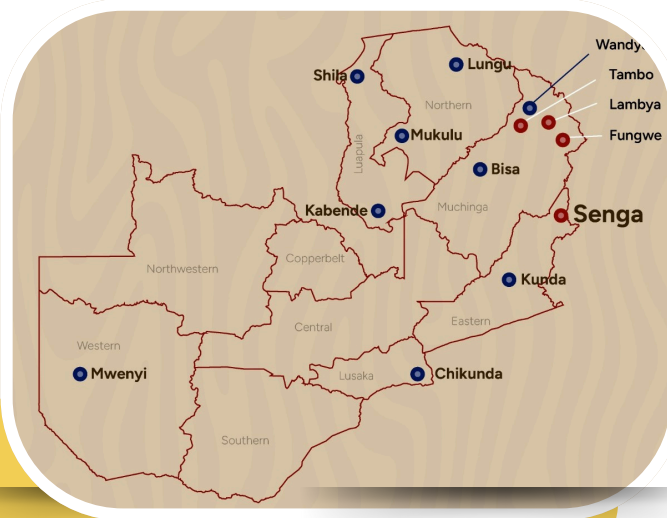 Wandy
Lungu
Shila
Tambo
Northern
Lambya
Mukulu
Fungwe
Luapula
Bisa
Muchinga
Kabende
Senga
Copperbelt
Northwestern
Kunda
Eastern
Central
Western
Mwenyi
Lusaka
Chikunda
Southern